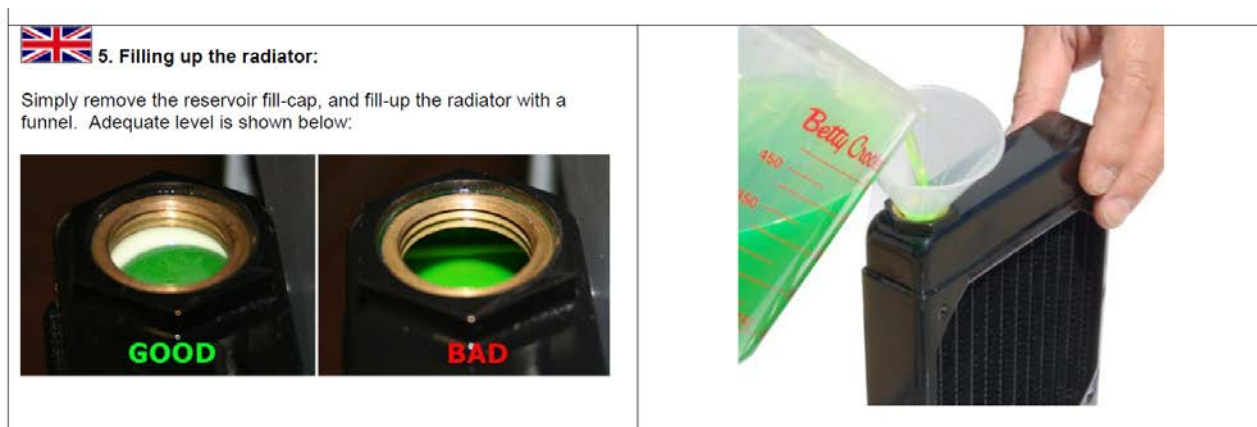 5. Filling up the radiator:
Simply remove the reservoir fill-cap, and fill-up the radiator with a
funnel.  Adequate level is shown below:
GOOD
BAD
Betty Croc
450